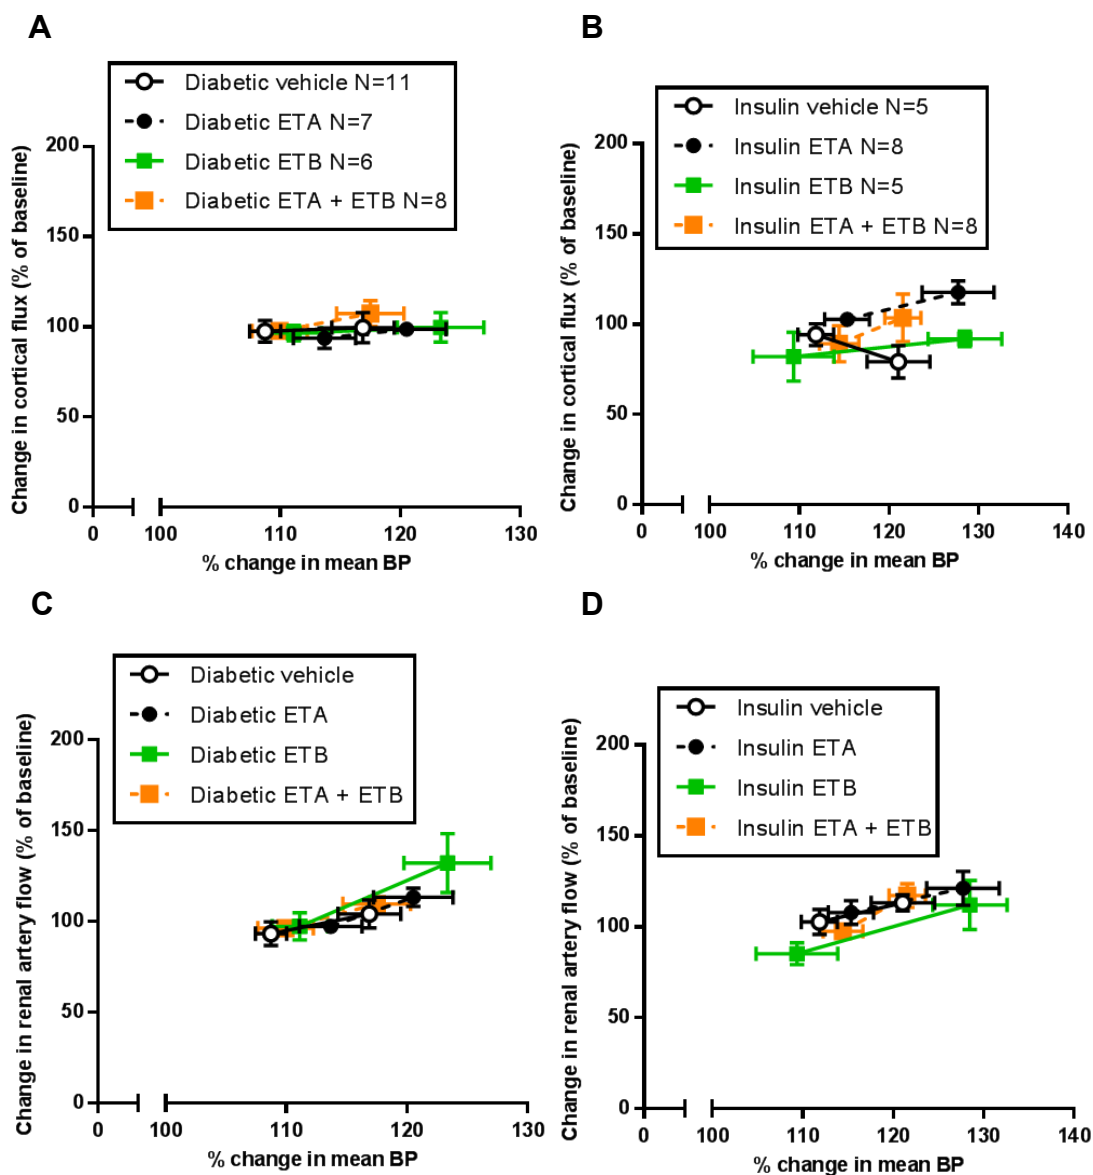 A
Diabetic vehicle N=11
Diabetic ETA N=7
Diabetic ETB N=6
Diabetic ETA + ETB N=8
Change in cortical flux (% of baseline)
200
150
100
50
0
0 100 110 120 130
% change in mean BP
B
Insulin vehicle N=5
Insulin ETA N=8
Insulin ETB N=5
Insulin ETA + ETB N=8
Change in cortical flux (% of baseline)
200
150
100
50
0
0 100 110 120 130 140
% change in mean BP
C
Diabetic vehicle
Diabetic ETA
Diabetic ETB
Diabetic ETA + ETB
Change in renal artery flow (% of baseline)
200
150
100
50
0
0 100 110 120 130
% change in mean BP
D
Insulin vehicle
Insulin ETA
Insulin ETB
Insulin ETA + ETB
Change in renal artery flow (% of baseline)
200
150
100
50
0
0 100 110 120 130 140
% change in mean BP